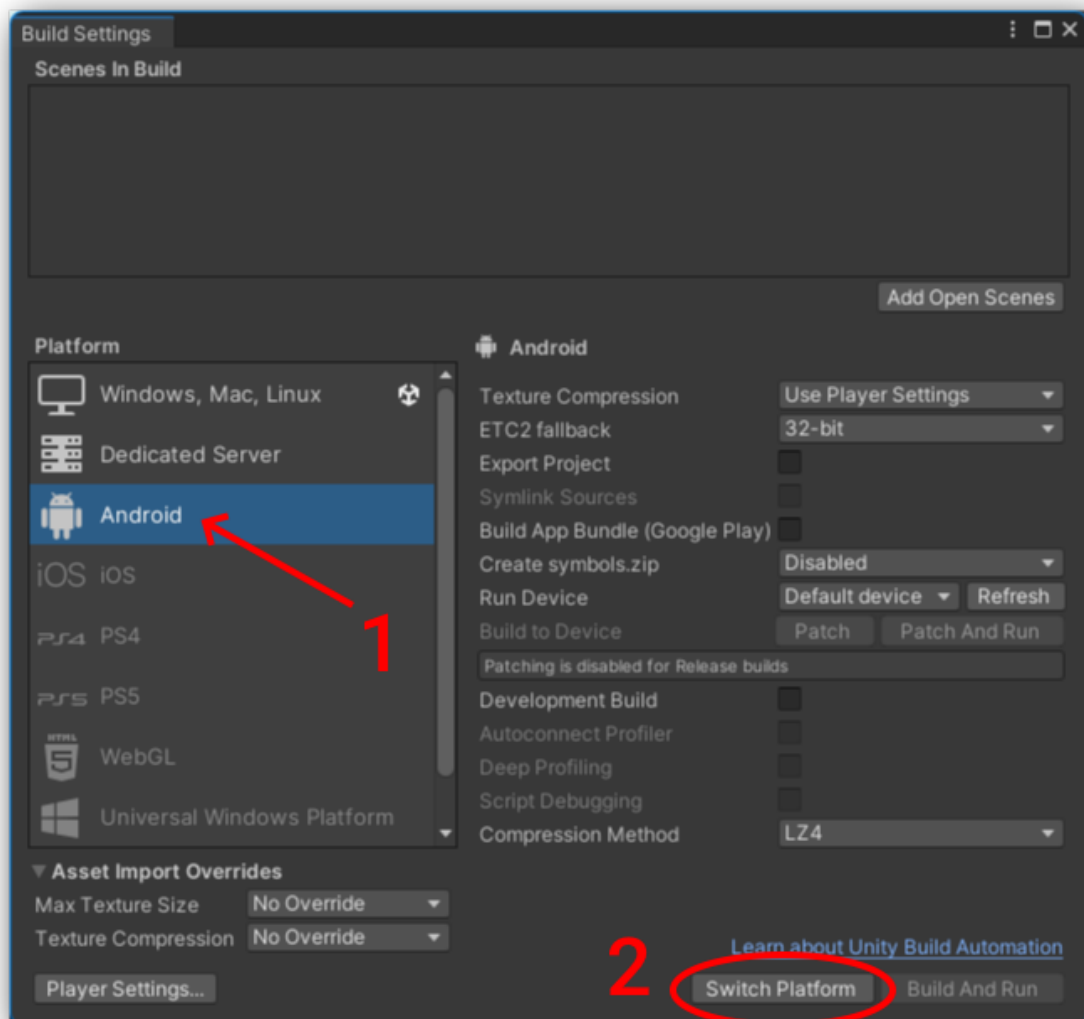 Build Settings
Scenes In Build
Add Open Scenes
Platform
Windows, Mac, Linux
Dedicated Server
Android
iOS iOS
PS4 PS4
PS5 PS5
HTML 5 WebGL
Universal Windows Platform
1
Android
Texture Compression Use Player Settings
ETC2 fallback 32-bit
Export Project
Symlink Sources
Build App Bundle (Google Play)
Create symbols.zip Disabled
Run Device Default device Refresh
Build to Device Patch Patch And Run
Patching is disabled for Release builds
Development Build
Autoconnect Profiler
Deep Profiling
Script Debugging
Compression Method LZ4
Asset Import Overrides
Max Texture Size No Override
Texture Compression No Override
Learn about Unity Build Automation
2
Player Settings... Switch Platform Build And Run